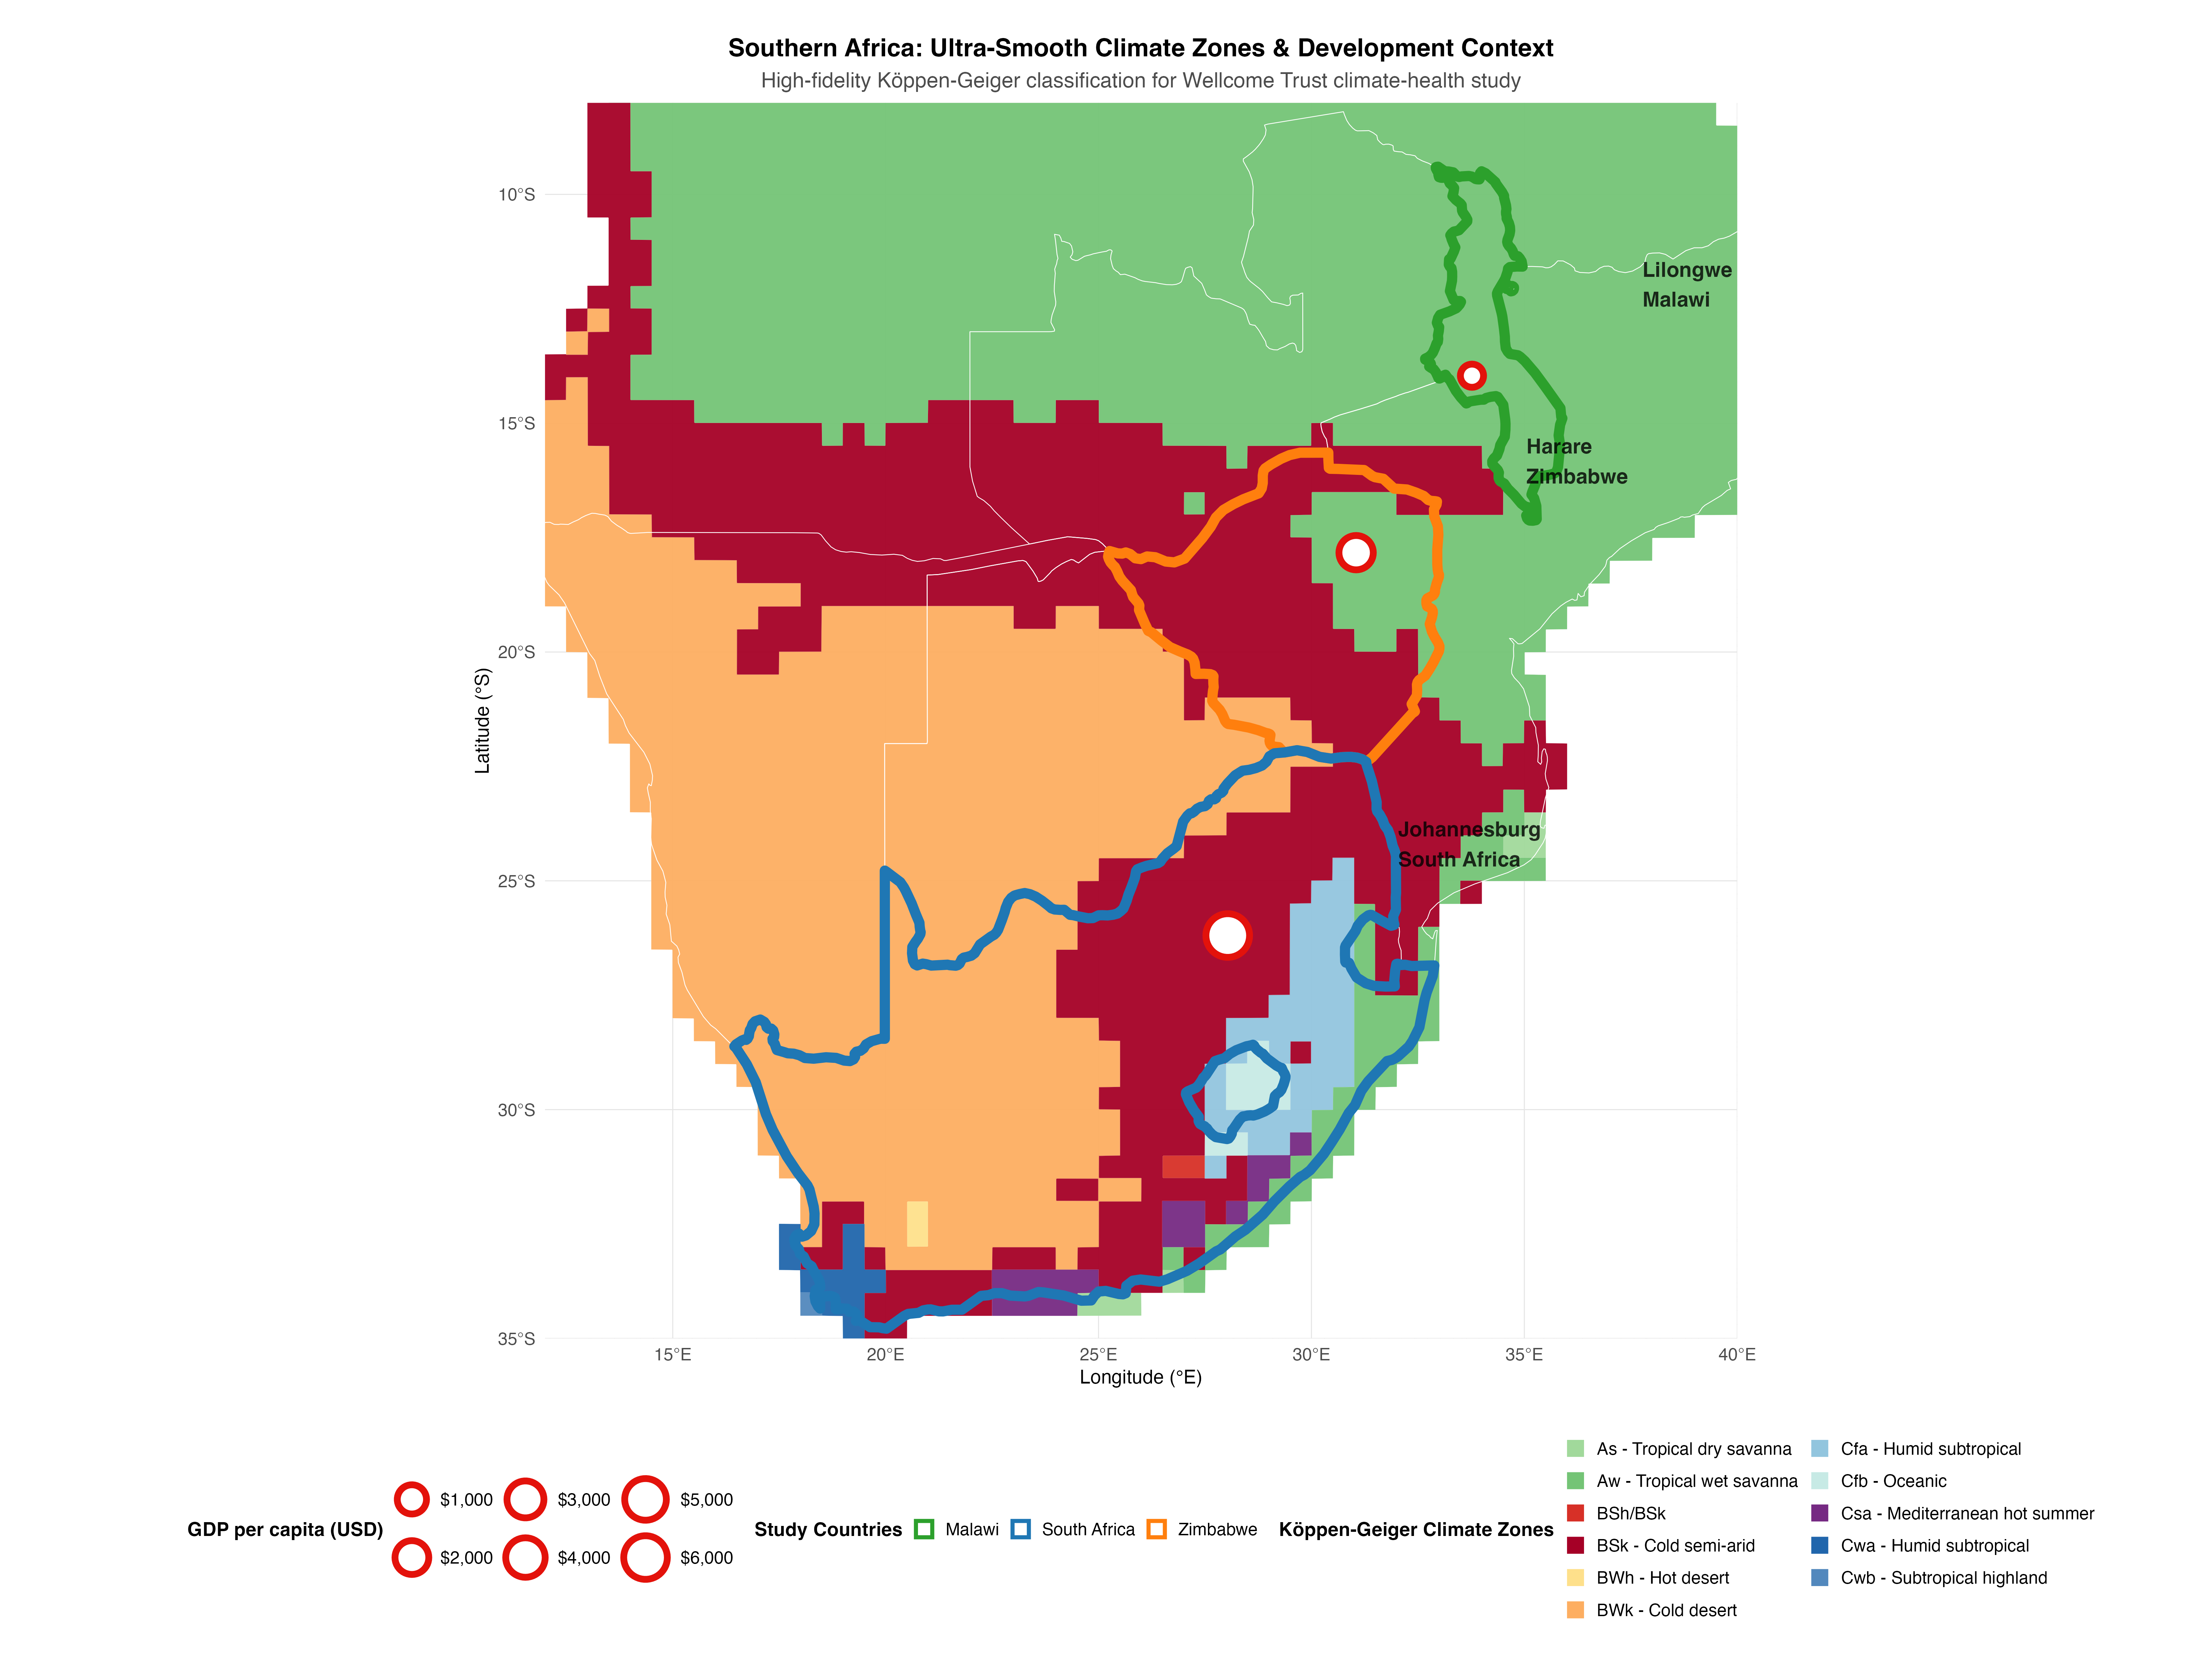 Southern Africa: Ultra-Smooth Climate Zones & Development Context
High-fidelity Köppen-Geiger classification for Wellcome Trust climate-health study
10°S
15°S
20°S
25°S
30°S
35°S
Latitude (°S)
Lilongwe
Malawi
Harare
Zimbabwe
Johannesburg
South Africa
15°E
20°E
25°E
30°E
35°E
40°E
Longitude (°E)
GDP per capita (USD)
$1,000
$3,000
$5,000
$2,000
$4,000
$6,000
Study Countries
Malawi
South Africa
Zimbabwe
Köppen-Geiger Climate Zones
As - Tropical dry savanna
Aw - Tropical wet savanna
BSh/BSk
BSk - Cold semi-arid
BWh - Hot desert
BWk - Cold desert
Cfa - Humid subtropical
Cfb - Oceanic
Csa - Mediterranean hot summer
Cwa - Humid subtropical
Cwb - Subtropical highland